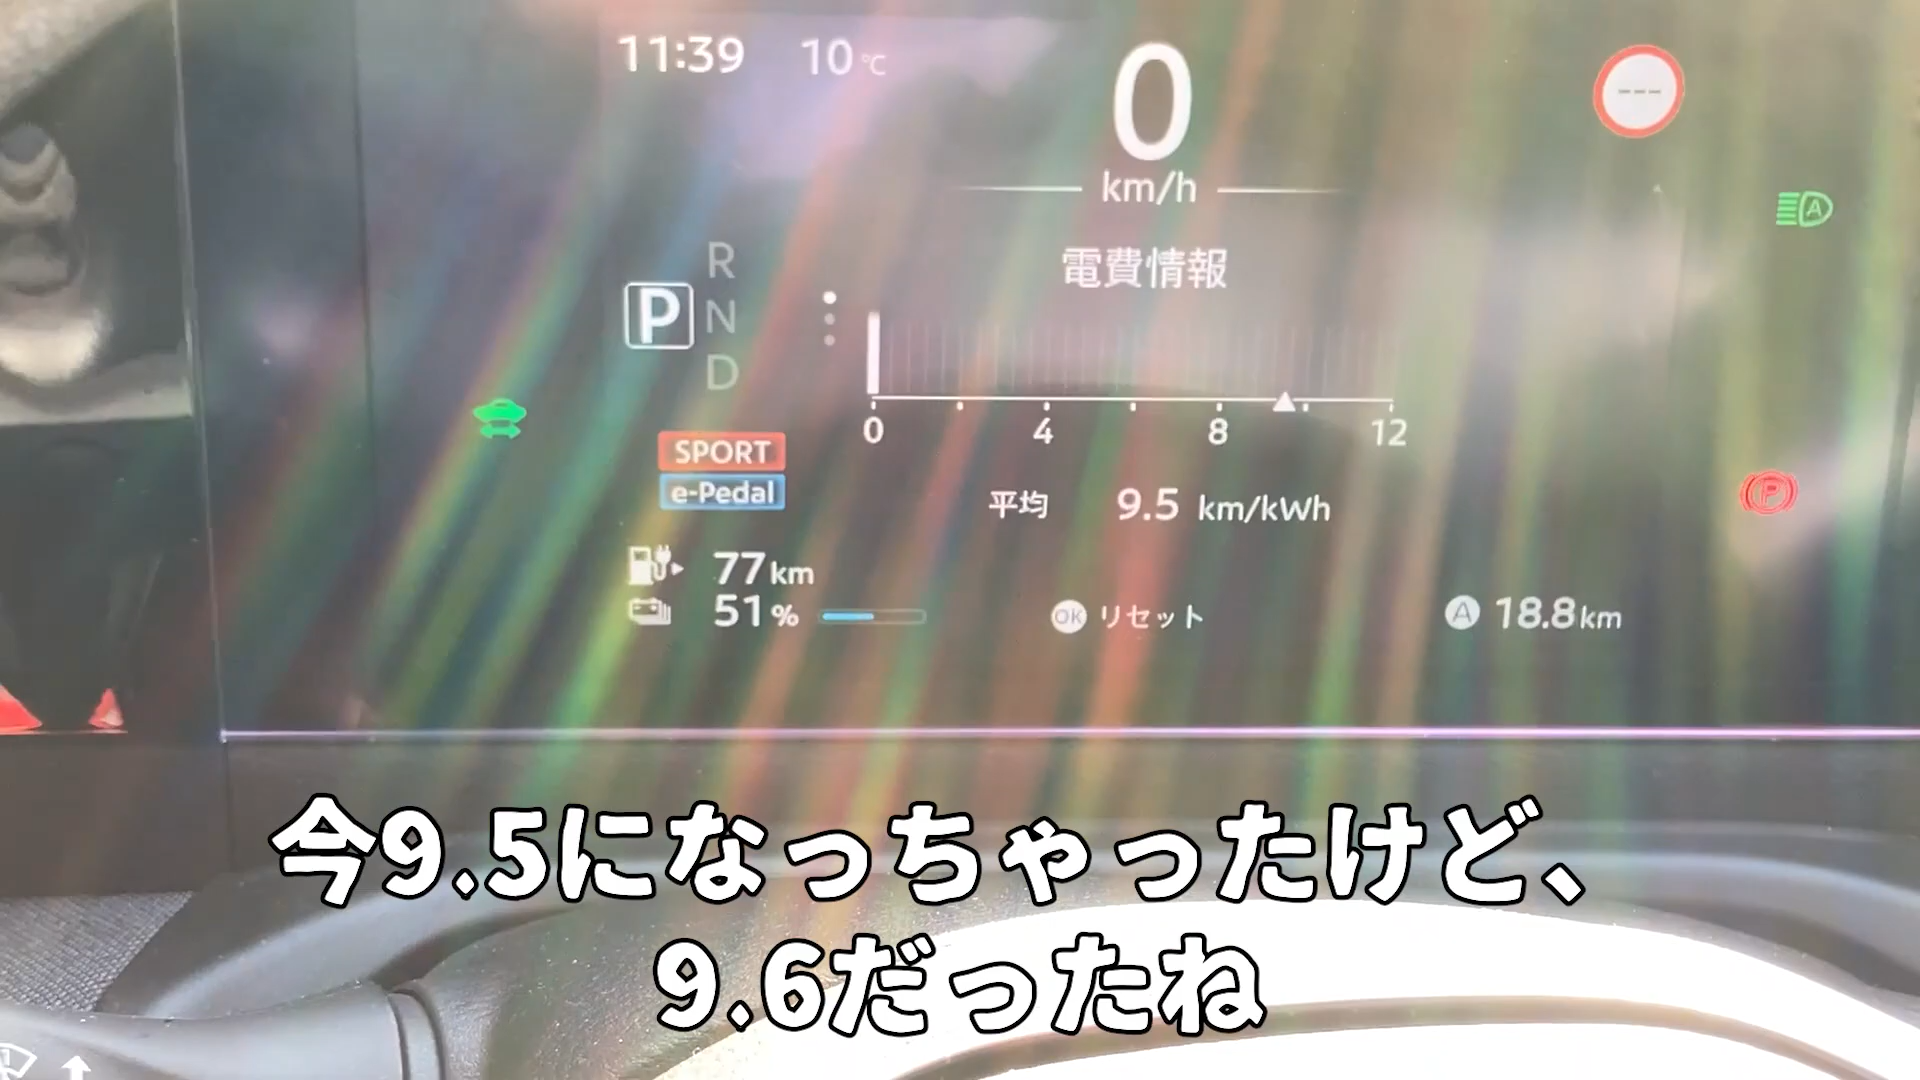 11:39 10℃
0
km/h
---
A
電費情報
R
P N
D
0 4 8 12
SPORT
e-Pedal
平均 9.5 km/kWh
P
77km
51%
OK リセット
A 18.8km
今9.5になっちゃったけど、
9.6だったね